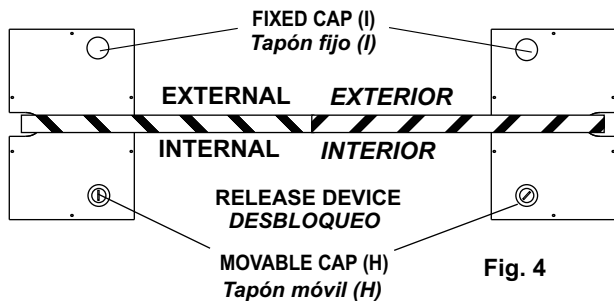 FIXED CAP (I)
Tapón fijo (I)
EXTERNAL EXTERIOR
INTERNAL INTERIOR
RELEASE DEVICE
DESBLOQUEO
MOVABLE CAP (H)
Tapón móvil (H)
Fig. 4